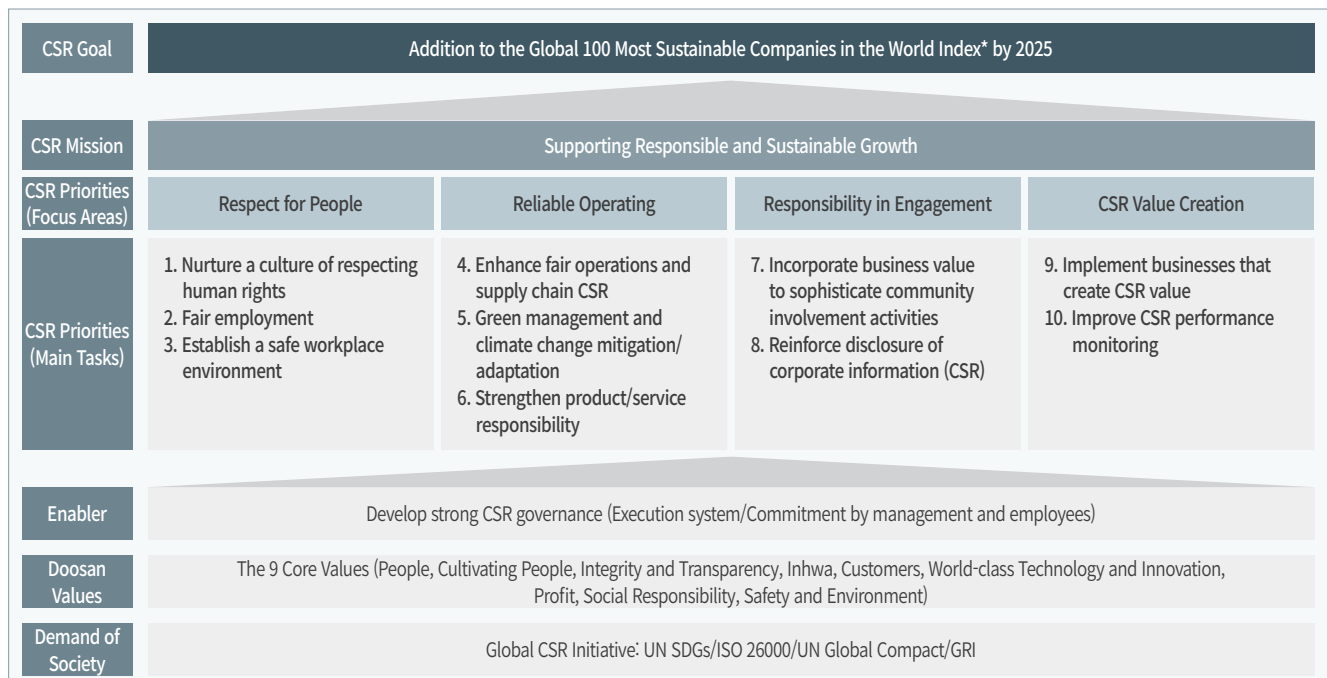 CSR Goal
Addition to the Global 100 Most Sustainable Companies in the World Index* by 2025
CSR Mission
Supporting Responsible and Sustainable Growth
CSR Priorities
(Focus Areas)
Respect for People
Reliable Operating
Responsibility in Engagement
CSR Value Creation
CSR Priorities
(Main Tasks)
1. Nurture a culture of respecting
human rights
2. Fair employment
3. Establish a safe workplace
environment
4. Enhance fair operations and
supply chain CSR
5. Green management and
climate change mitigation/
adaptation
6. Strengthen product/service
responsibility
7. Incorporate business value
to sophisticate community
involvement activities
8. Reinforce disclosure of
corporate information (CSR)
9. Implement businesses that
create CSR value
10. Improve CSR performance
monitoring
Enabler
Develop strong CSR governance (Execution system/Commitment by management and employees)
Doosan
Values
The 9 Core Values (People, Cultivating People, Integrity and Transparency, Inhwa, Customers, World-class Technology and Innovation,
Profit, Social Responsibility, Safety and Environment)
Demand of
Society
Global CSR Initiative: UN SDGs/ISO 26000/UN Global Compact/GRI